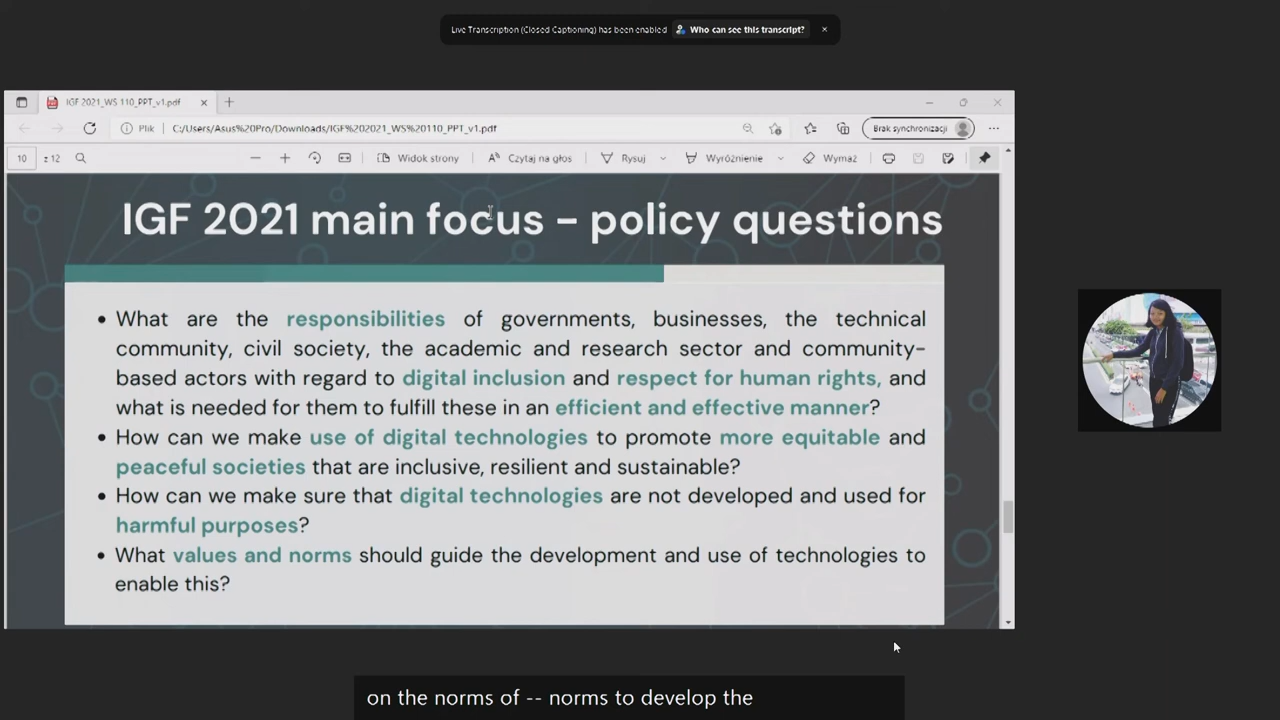 Live Transcription (Closed Captioning) has been enabled Who can see this transcript?
IGF 2021_WS 110_PPT_v1.pdf
Plik C:/Users/Asus%20Pro/Downloads/IGF%202021_WS%20110_PPT_v1.pdf Brak synchronizacji
10 z 12 Widok strony Czytaj na głos Rysuj Wyróżnienie Wymaż
IGF 2021 main focus – policy questions
• What are the responsibilities of governments, businesses, the technical
community, civil society, the academic and research sector and community-
based actors with regard to digital inclusion and respect for human rights, and
what is needed for them to fulfill these in an efficient and effective manner?
• How can we make use of digital technologies to promote more equitable and
peaceful societies that are inclusive, resilient and sustainable?
• How can we make sure that digital technologies are not developed and used for
harmful purposes?
• What values and norms should guide the development and use of technologies to
enable this?
on the norms of -- norms to develop the